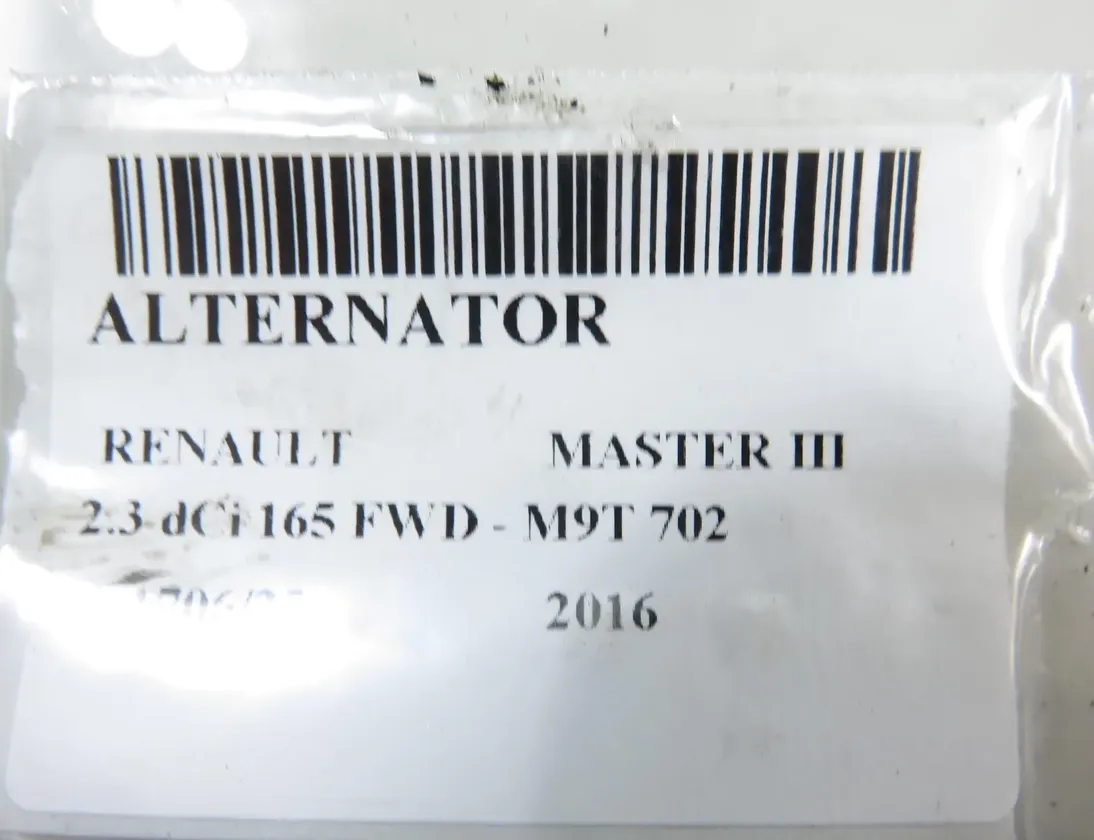 ALTERNATOR
RENAULT MASTER III
2.3 dCi 165 FWD - M9T 702
2016